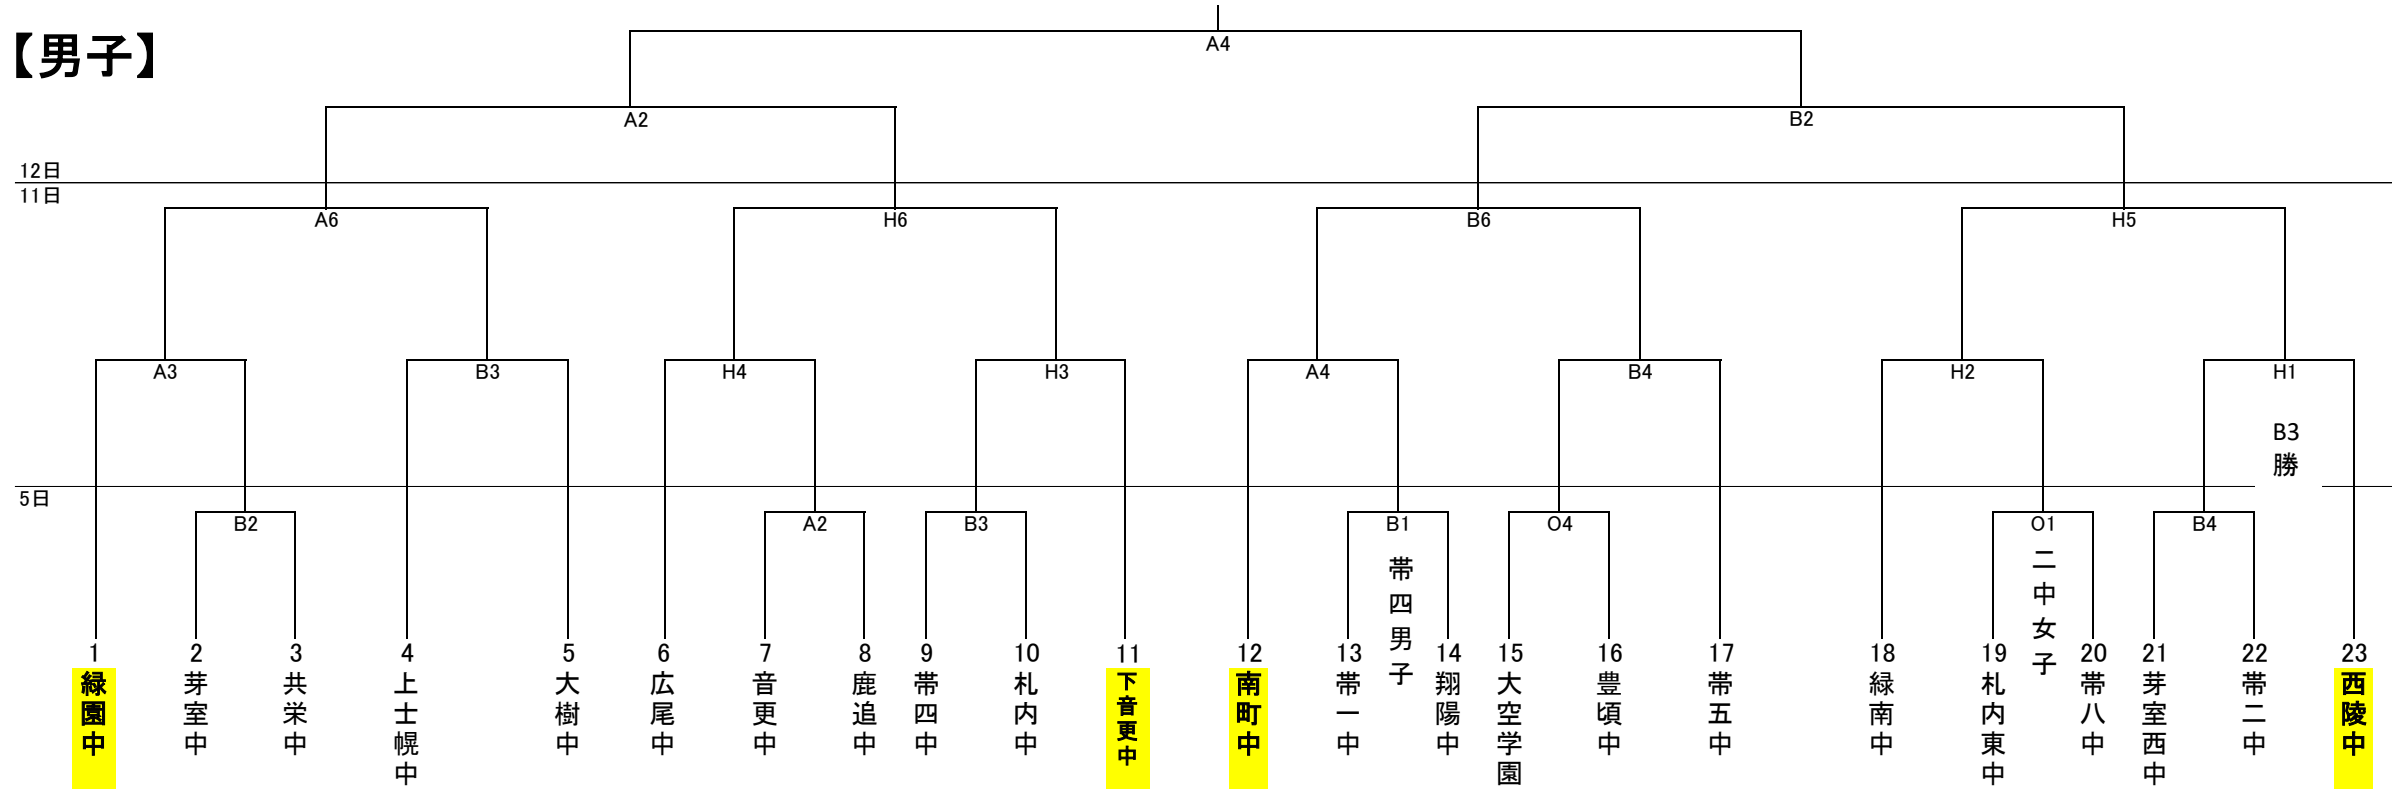 【男子】
A4
A2
B2
12日
11日
A6
H6
B6
H5
A3
B3
H4
H3
A4
B4
H2
H1
B3
勝
5日
B2
A2
B3
B1
O4
O1
B4
帯四男子
二中女子
1
緑園中
2
芽室中
3
共栄中
4
上士幌中
5
大樹中
6
広尾中
7
音更中
8
鹿追中
9
帯四中
10
札内中
11
下音更中
12
南町中
13
帯一中
14
翔陽中
15
大空学園
16
豊頃中
17
帯五中
18
緑南中
19
札内東中
20
帯八中
21
芽室西中
22
帯二中
23
西陵中